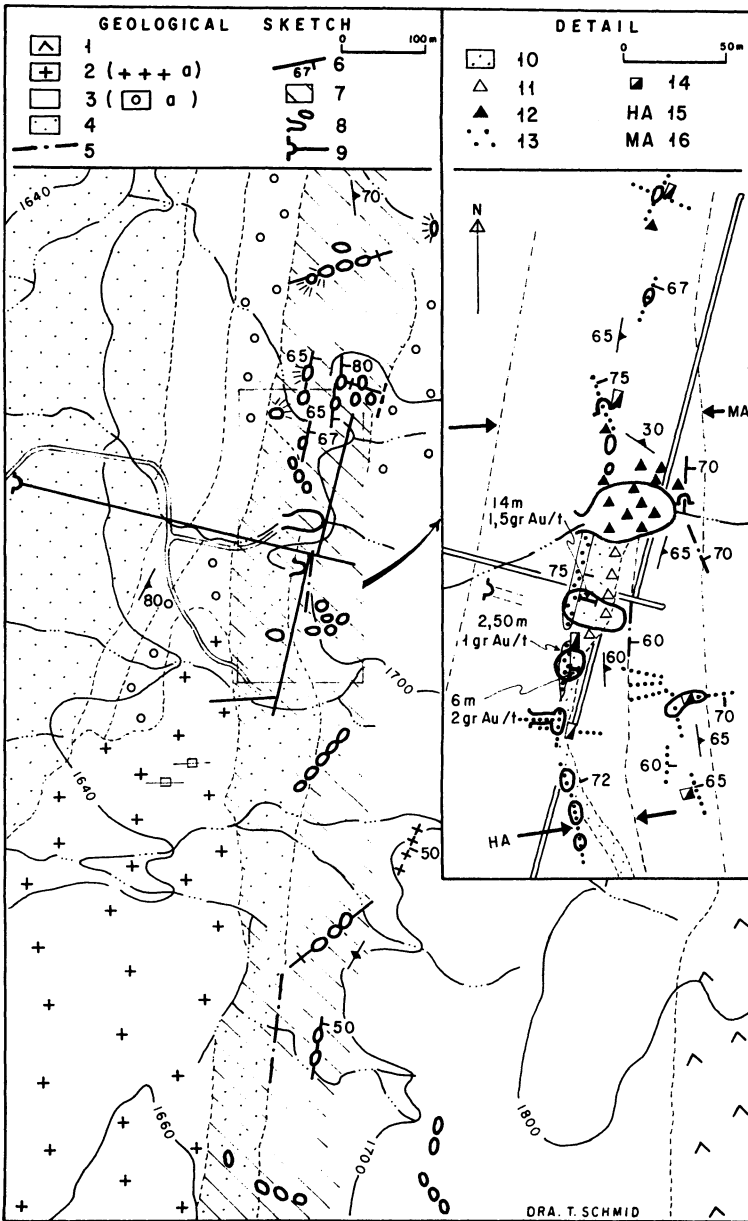 GEOLOGICAL SKETCH
0 100m
1
2 (+++ a)
3 ( o a )
4
5
67 6
7
8
9
DETAIL
0 50m
10
11
12
13
14
HA 15
MA 16
1640
70
65
80
65
67
80
1700
1640
50
50
1660
1700
1800
DRA. T. SCHMID
N
67
65
75
30
MA
70
14m
1,5gr Au/t
65
70
75
2,50m
1gr Au/t
60
60
6m
2gr Au/t
70
65
60
65
72
HA